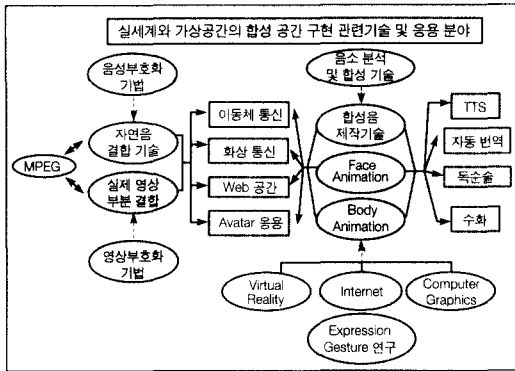 실세계와 가상공간의 합성 공간 구현 관련기술 및 응용 분야
음성부호화
기법
음소 분석
및 합성 기술
이동체 통신
화상 통신
Web 공간
Avatar 응용
MPEG
자연음
결합 기술
실제 영상
부분 결합
영상부호화
기법
합성음
제작기술
Face
Animation
Body
Animation
TTS
자동 번역
독순술
수화
Virtual
Reality
Internet
Computer
Graphics
Expression
Gesture 연구